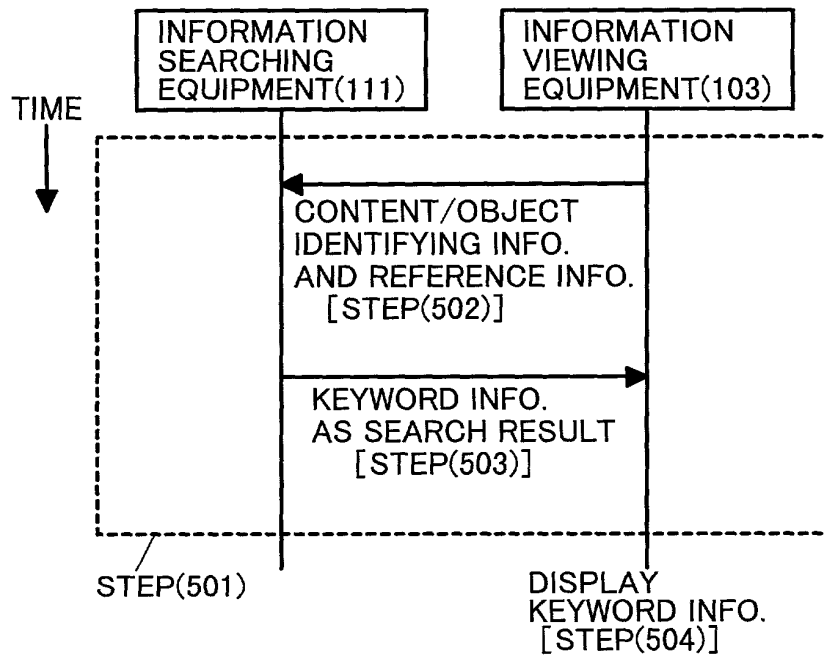 INFORMATION
SEARCHING
EQUIPMENT(111)
INFORMATION
VIEWING
EQUIPMENT(103)
TIME
CONTENT/OBJECT
IDENTIFYING INFO.
AND REFERENCE INFO.
[STEP(502)]
KEYWORD INFO.
AS SEARCH RESULT
[STEP(503)]
STEP(501)
DISPLAY
KEYWORD INFO.
[STEP(504)]